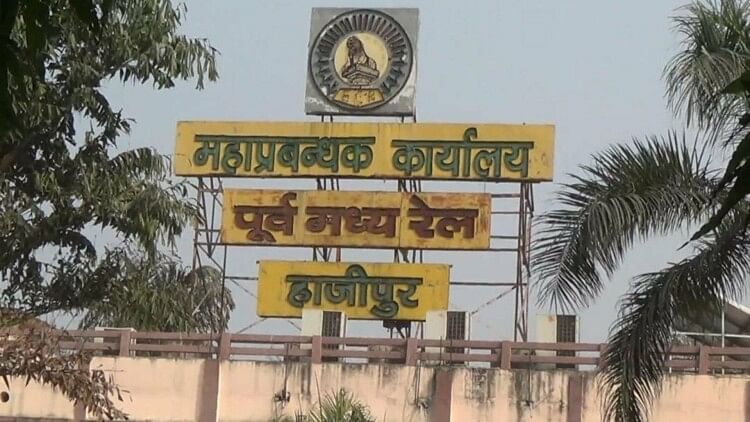 महाप्रबन्धक कार्यालय
पूर्व मध्य रेल
हाजीपुर